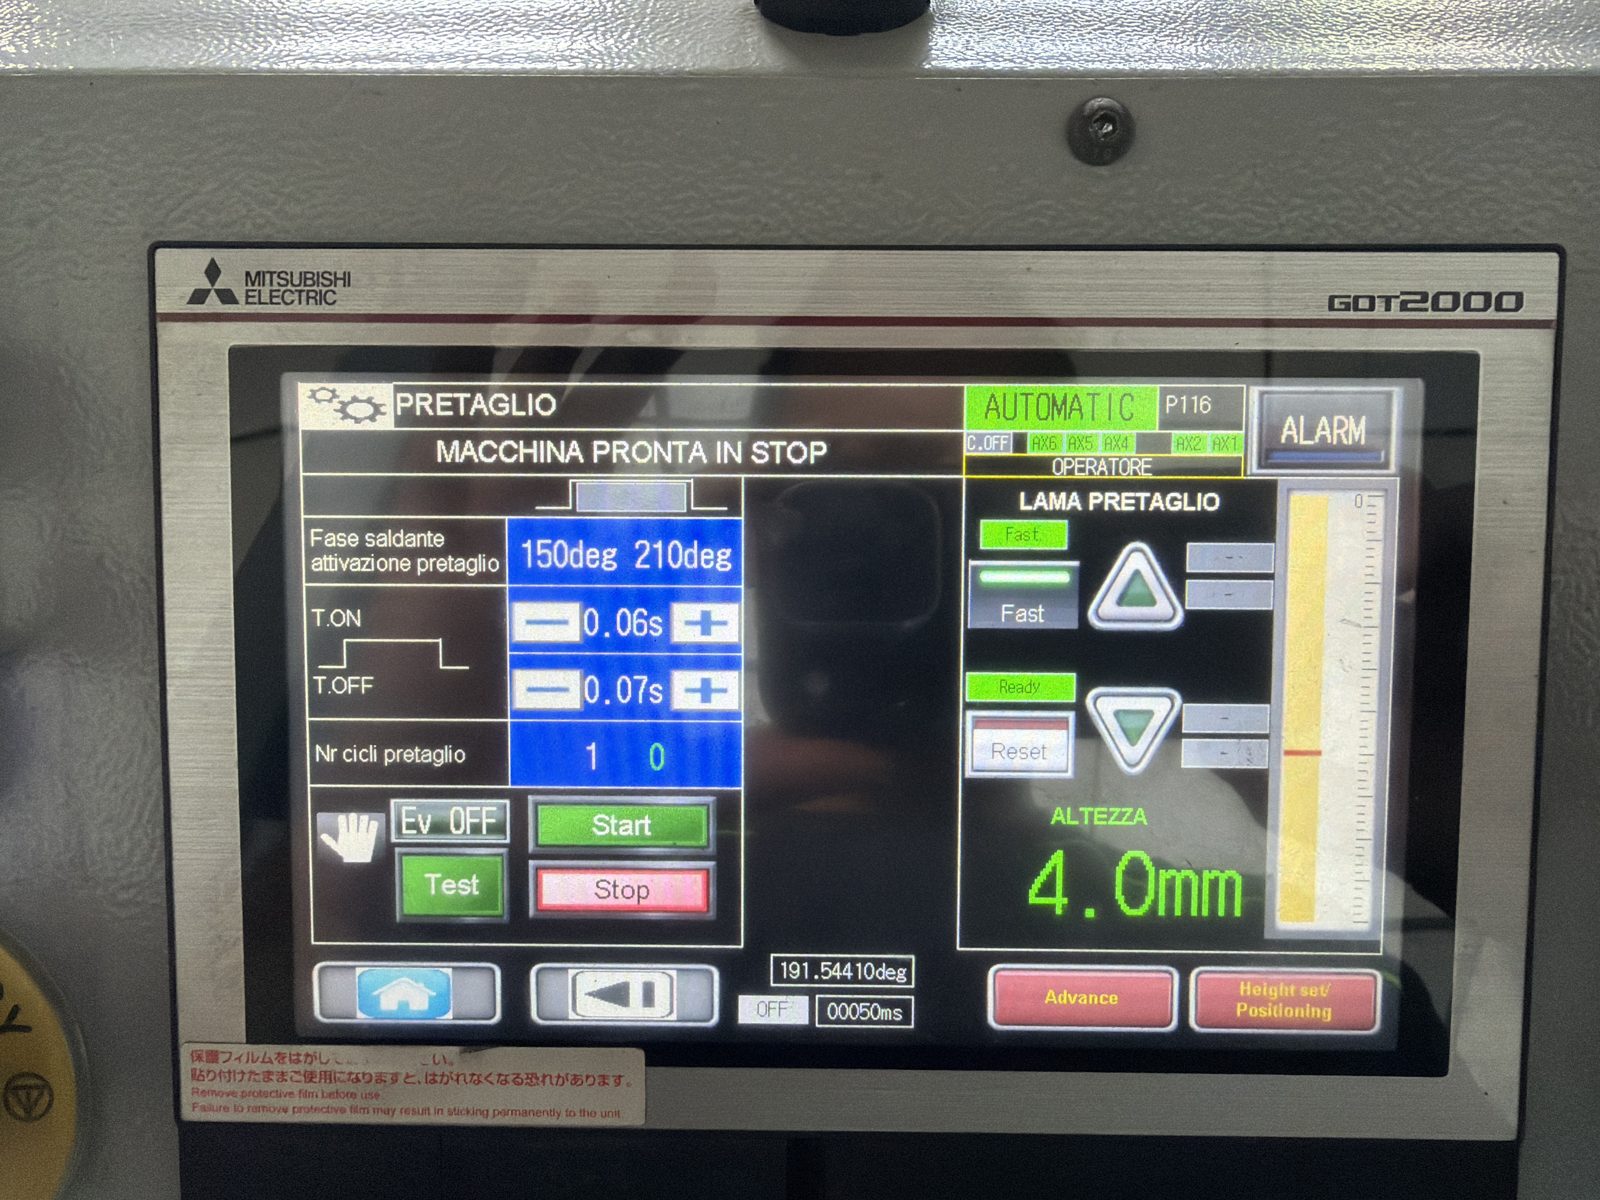 MITSUBISHI
ELECTRIC
GOT2000
PRETAGLIO
AUTOMATIC
P116
ALARM
MACCHINA PRONTA IN STOP
C.OFF AX6 AX5 AX4 AX2 AX1
OPERATORE
LAMA PRETAGLIO
0
Fase saldante
attivazione pretaglio
150deg 210deg
Fast
Fast
T.ON
0.06s
T.OFF
0.07s
Ready
Reset
Nr cicli pretaglio
1 0
Ev OFF
Start
Test
Stop
ALTEZZA
4.0mm
191.54410deg
OFF
00050ms
Advance
Height set/
Positioning
保護フィルムをはがし
い。
貼り付けたままご使用になりますと、はがれなくなる恐れがあります。
Remove protective film before use
Failure to remove protective film may result in sticking permanently to the unit